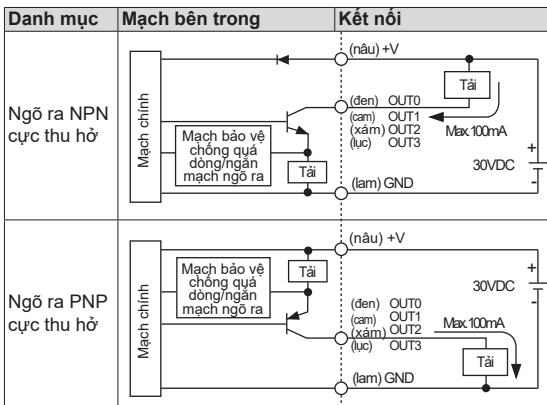 Danh mục Mạch bên trong Kết nối
Ngõ ra NPN
cực thu hở
Mạch chính
Mạch bảo vệ
chống quá
dòng/ngắn
mạch ngõ ra
Tải
(nâu) +V
Tải
(đen) OUT0
(cam) OUT1
(xám) OUT2
(lục) OUT3
Max.100mA
+
30VDC
-
(lam) GND
Ngõ ra PNP
cực thu hở
Mạch chính
Mạch bảo vệ
chống quá
dòng/ngắn
mạch ngõ ra
Tải
(nâu) +V
+
30VDC
-
(đen) OUT0
(cam) OUT1
(xám) OUT2
(lục) OUT3
Max.100mA
Tải
(lam) GND